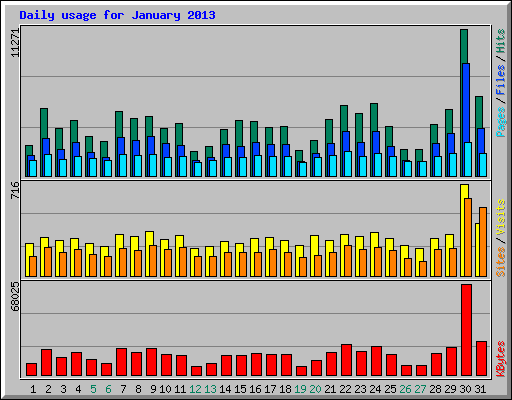 Daily usage for January 2013
11271
Pages / Files / Hits
716
Sites / Visits
68025
KBytes
1 2 3 4 5 6 7 8 9 10 11 12 13 14 15 16 17 18 19 20 21 22 23 24 25 26 27 28 29 30 31